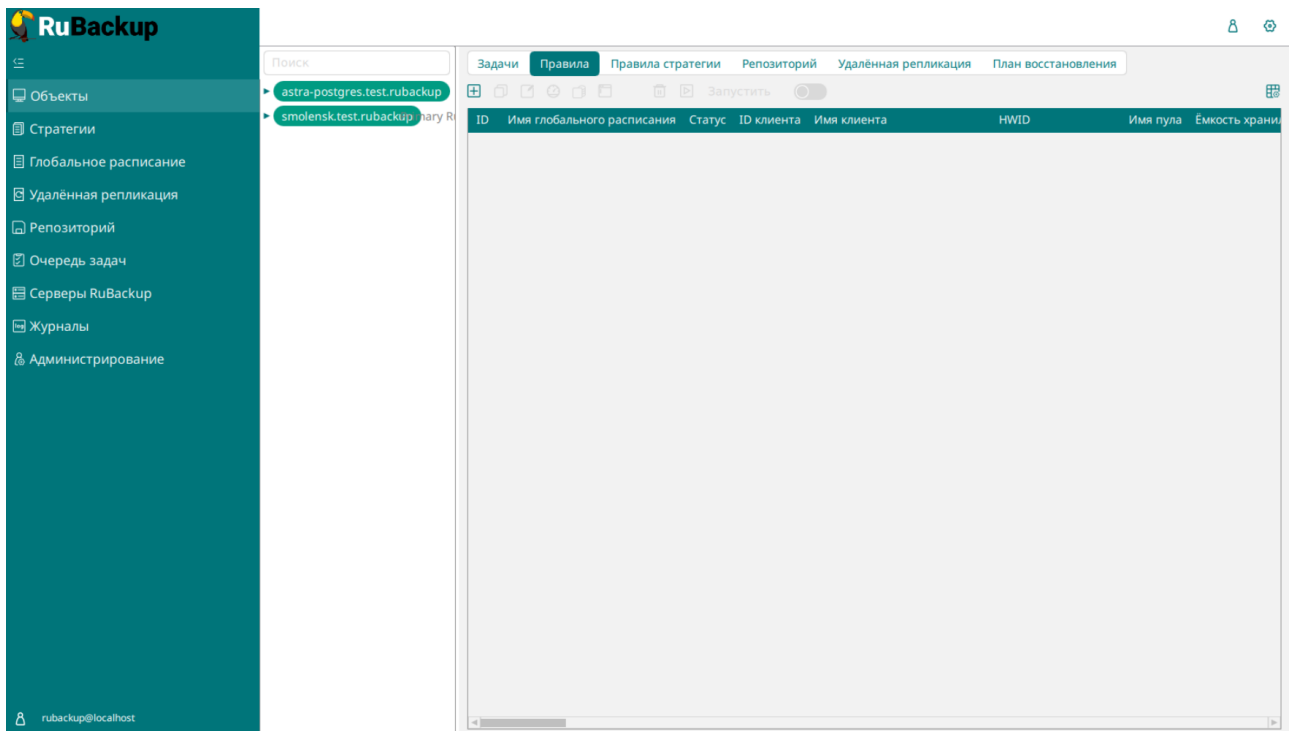 RuBackup
Объекты
Стратегии
Глобальное расписание
Удалённая репликация
Репозиторий
Очередь задач
Серверы RuBackup
Журналы
Администрирование
rubackup@localhost
Поиск
astra-postgres.test.rubackup
smolensk.test.rubackup
Задачи Правила Правила стратегии Репозиторий Удалённая репликация План восстановления
Запустить
ID Имя глобального расписания Статус ID клиента Имя клиента HWID Имя пула Ёмкость хранил